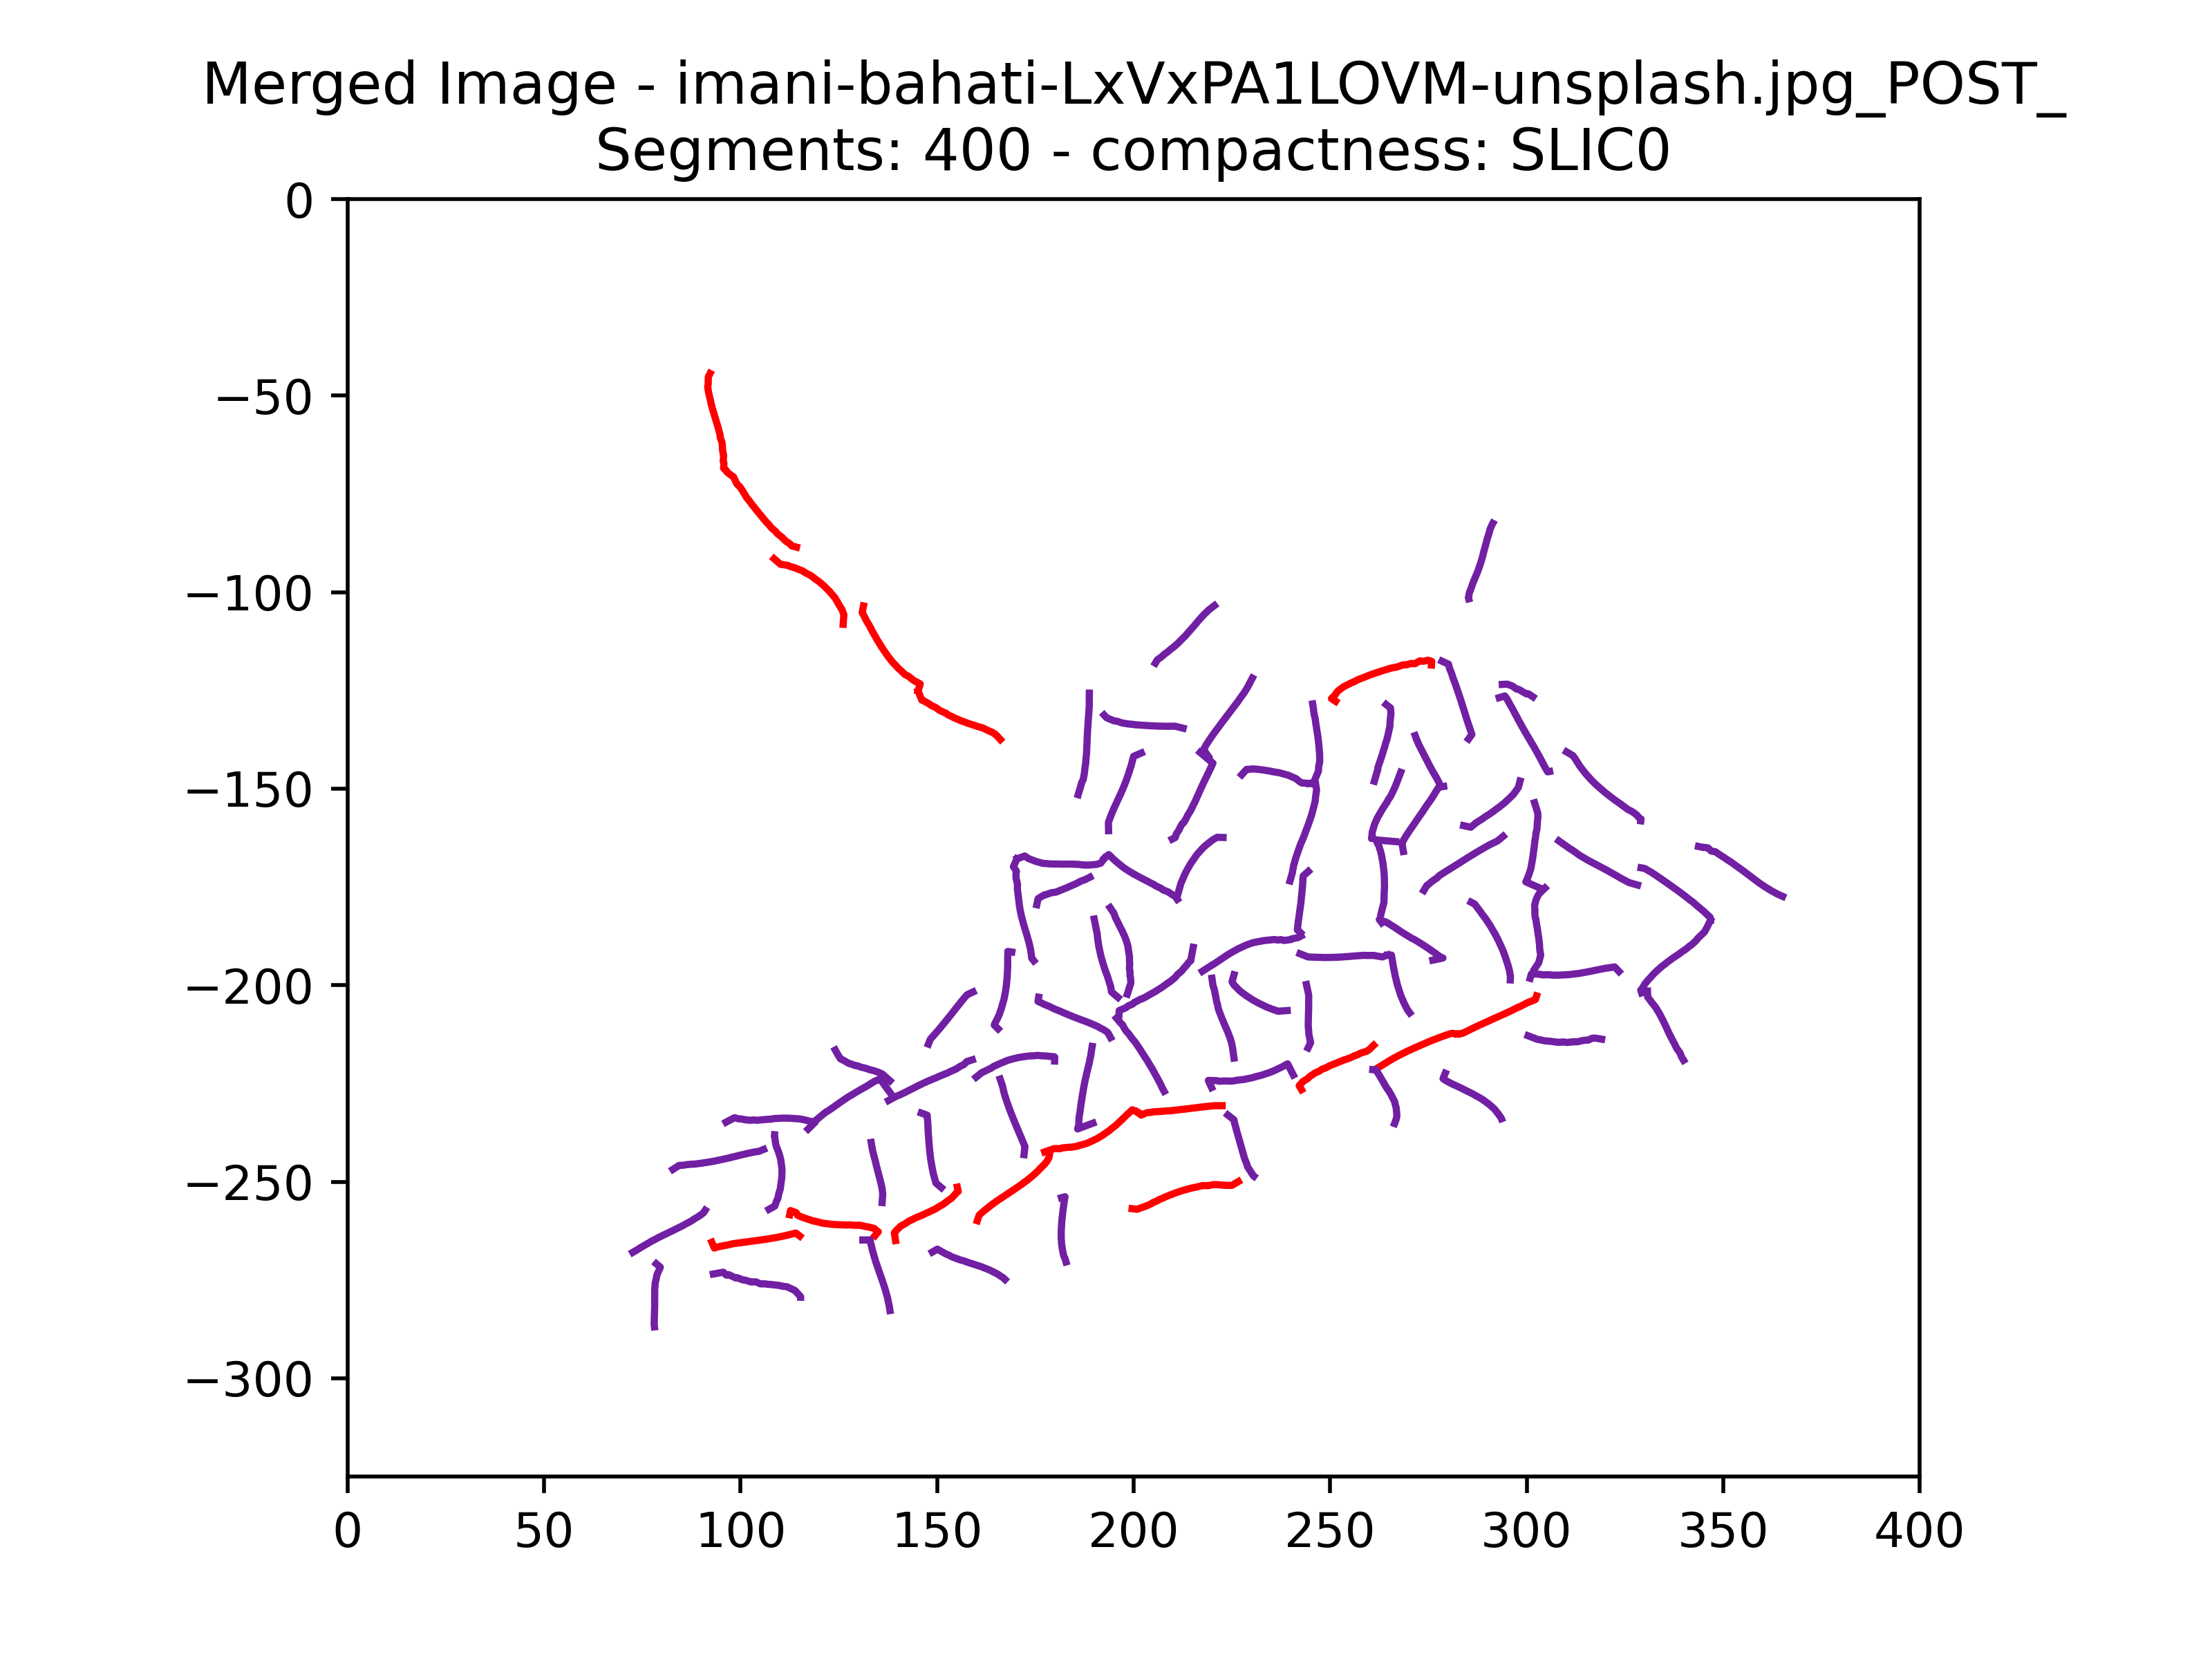 Merged Image - imani-bahati-LxVxPA1LOVM-unsplash.jpg_POST_
Segments: 400 - compactness: SLIC0
0
−50
−100
−150
−200
−250
−300
0 50 100 150 200 250 300 350 400